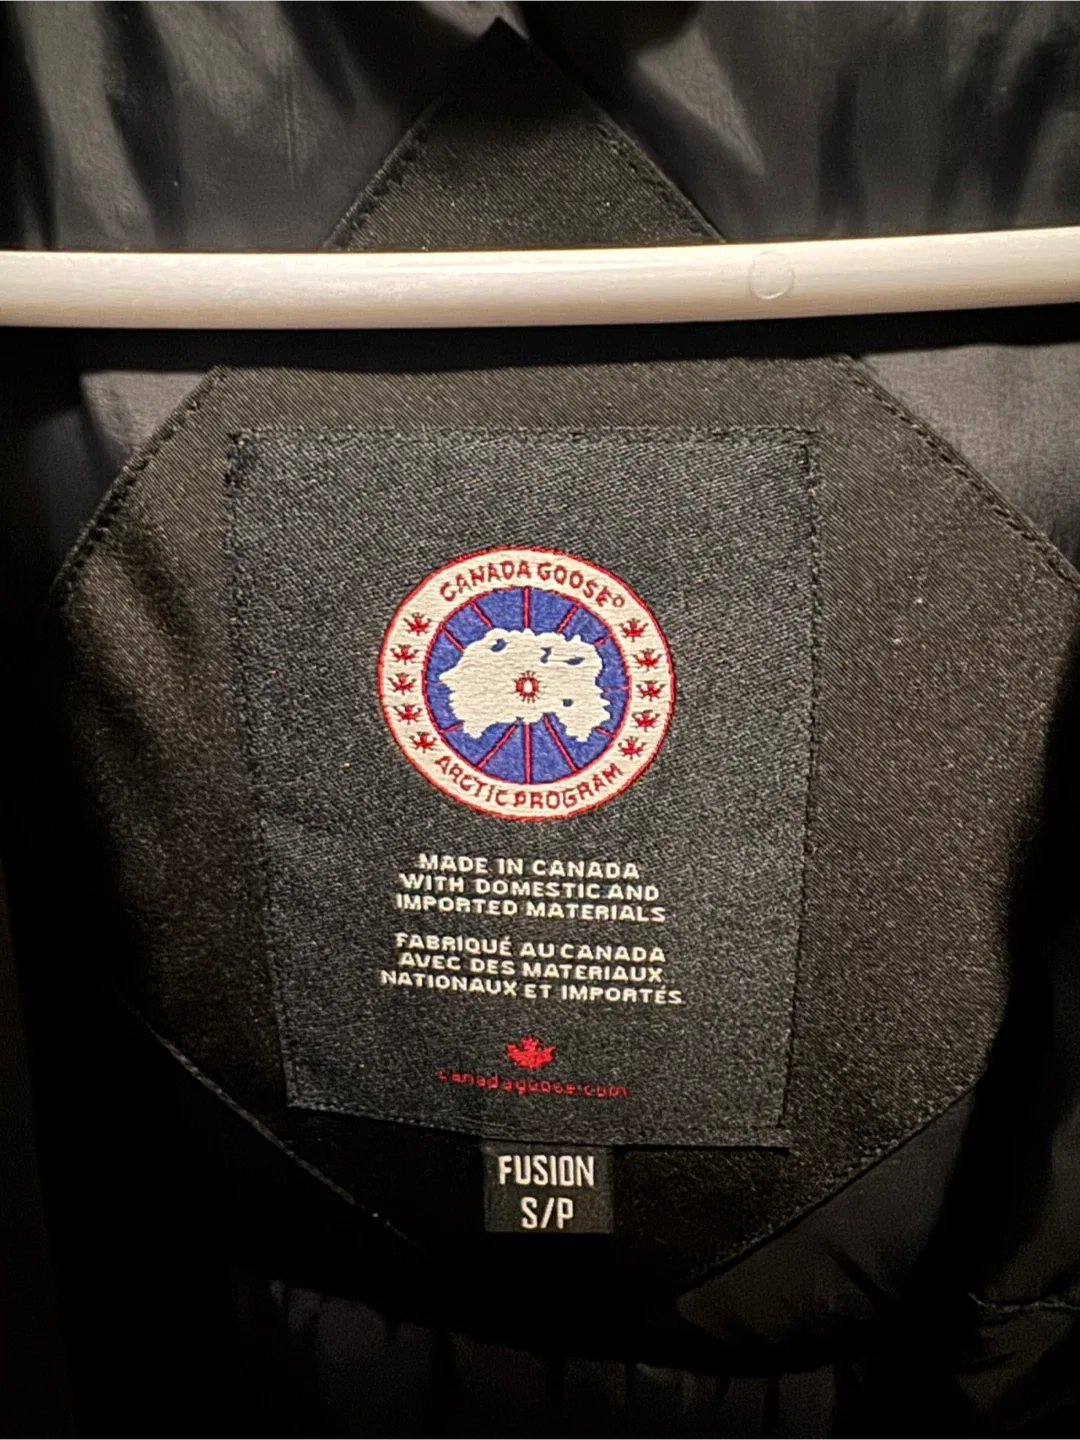 CANADA GOOSE®
ARCTIC PROGRAM
MADE IN CANADA
WITH DOMESTIC AND
IMPORTED MATERIALS
FABRIQUÉ AU CANADA
AVEC DES MATERIAUX
NATIONAUX ET IMPORTÉS
canadagoose.com
FUSION
S/P